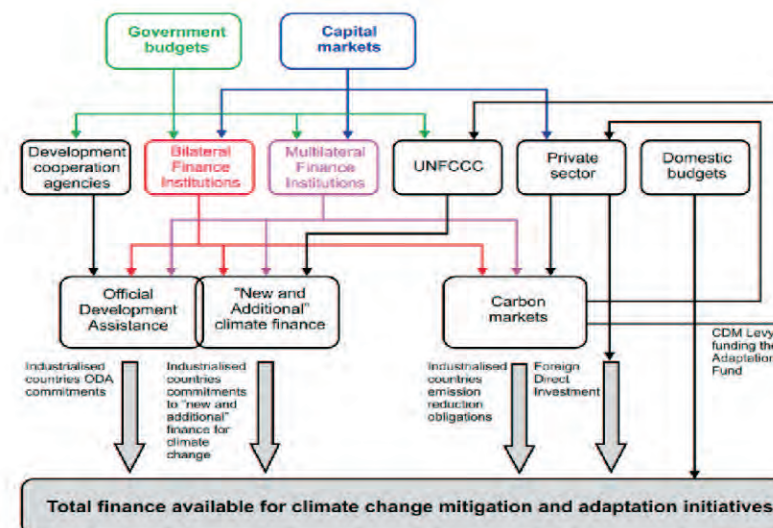 Government
budgets
Capital
markets
Development
cooperation
agencies
Bilateral
Finance
Institutions
Multilateral
Finance
Institutions
UNFCCC
Private
sector
Domestic
budgets
Official
Development
Assistance
"New and
Additional"
climate finance
Carbon
markets
CDM Levy
funding the
Adaptation
Fund
Industrialised
countries ODA
commitments
Industrialised
countries
commitments
to "new and
additional"
finance for
climate
change
Industrialised
countries
emission
reduction
obligations
Foreign
Direct
Investment
Total finance available for climate change mitigation and adaptation initiatives